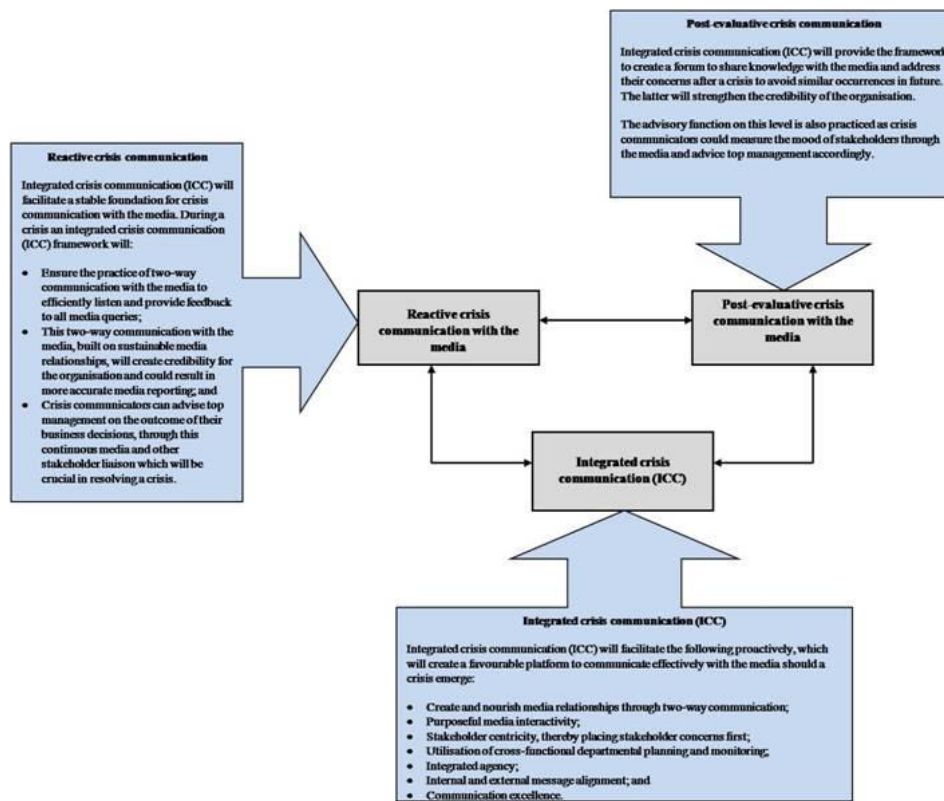 Post-evaluative crisis communication
Integrated crisis communication (ICC) will provide the framework
to create a forum to share knowledge with the media and address
their concerns after a crisis to avoid similar occurrences in future.
The latter will strengthen the credibility of the organisation.
The advisory function on this level is also practiced as crisis
communicators could measure the mood of stakeholders through
the media and advice top management accordingly.
Reactive crisis communication
Integrated crisis communication (ICC) will
facilitate a stable foundation for crisis
communication with the media. During a
crisis an integrated crisis communication
(ICC) framework will:
• Ensure the practice of two-way
communication with the media to
efficiently listen and provide feedback
to all media queries;
• This two-way communication with the
media, built on sustainable media
relationships, will create credibility for
the organisation and could result in
more accurate media reporting; and
• Crisis communicators can advise top
management on the outcome of their
business decisions, through this
continuous media and other
stakeholder liaison which will be
crucial in resolving a crisis.
Reactive crisis
communication with the
media
Post-evaluative crisis
communication with the
media
Integrated crisis
communication (ICC)
Integrated crisis communication (ICC)
Integrated crisis communication (ICC) will facilitate the following proactively, which
will create a favourable platform to communicate effectively with the media should a
crisis emerge:
• Create and nourish media relationships through two-way communication;
• Purposeful media interactivity;
• Stakeholder centricity, thereby placing stakeholder concerns first;
• Utilisation of cross-functional departmental planning and monitoring;
• Integrated agency;
• Internal and external message alignment; and
• Communication excellence.